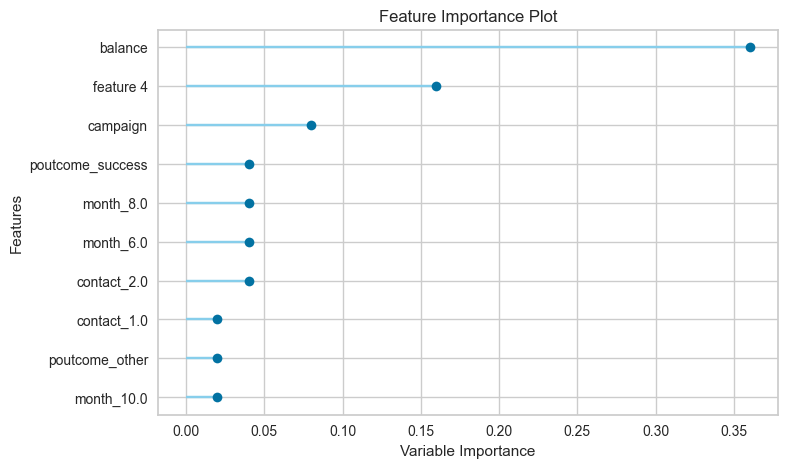 Feature Importance Plot
Features
balance
feature 4
campaign
poutcome_success
month_8.0
month_6.0
contact_2.0
contact_1.0
poutcome_other
month_10.0
0.00 0.05 0.10 0.15 0.20 0.25 0.30 0.35
Variable Importance